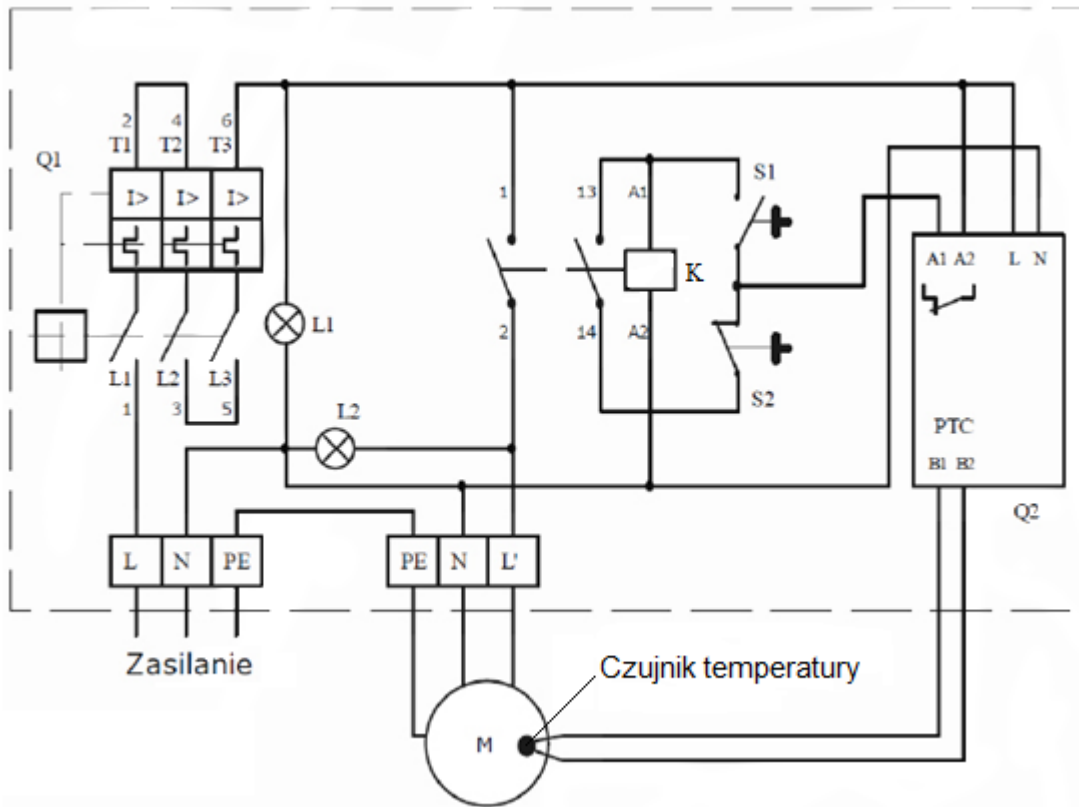 2 4 6
T1 T2 T3
Q1
I> I> I>
1 13 A1 S1
K
A1 A2 L N
L1
2 14 A2
L1 L2 L3
1 3 5
S2
L2
PTC
B1 B2
Q2
L N PE PE N L'
Zasilanie
Czujnik temperatury
M